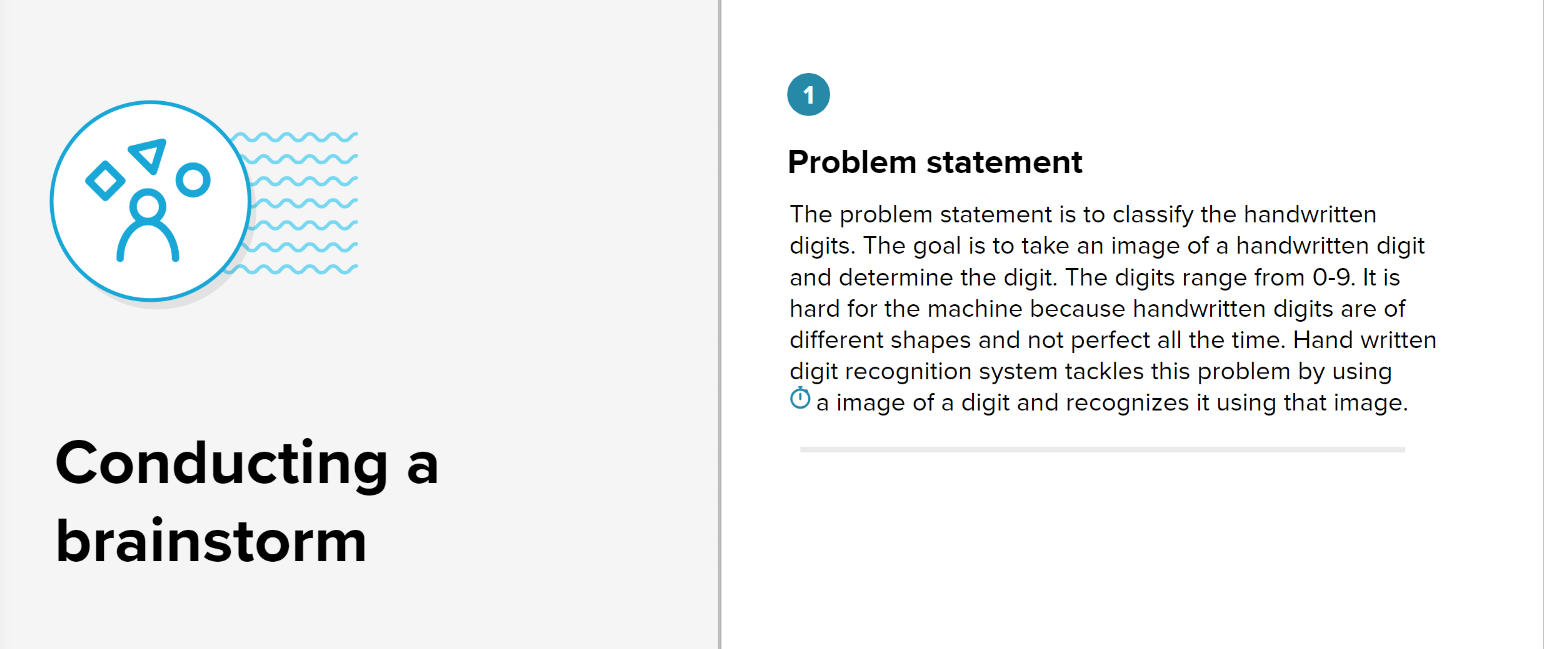 Conducting a
brainstorm
1
Problem statement
The problem statement is to classify the handwritten
digits. The goal is to take an image of a handwritten digit
and determine the digit. The digits range from 0-9. It is
hard for the machine because handwritten digits are of
different shapes and not perfect all the time. Hand written
digit recognition system tackles this problem by using
a image of a digit and recognizes it using that image.